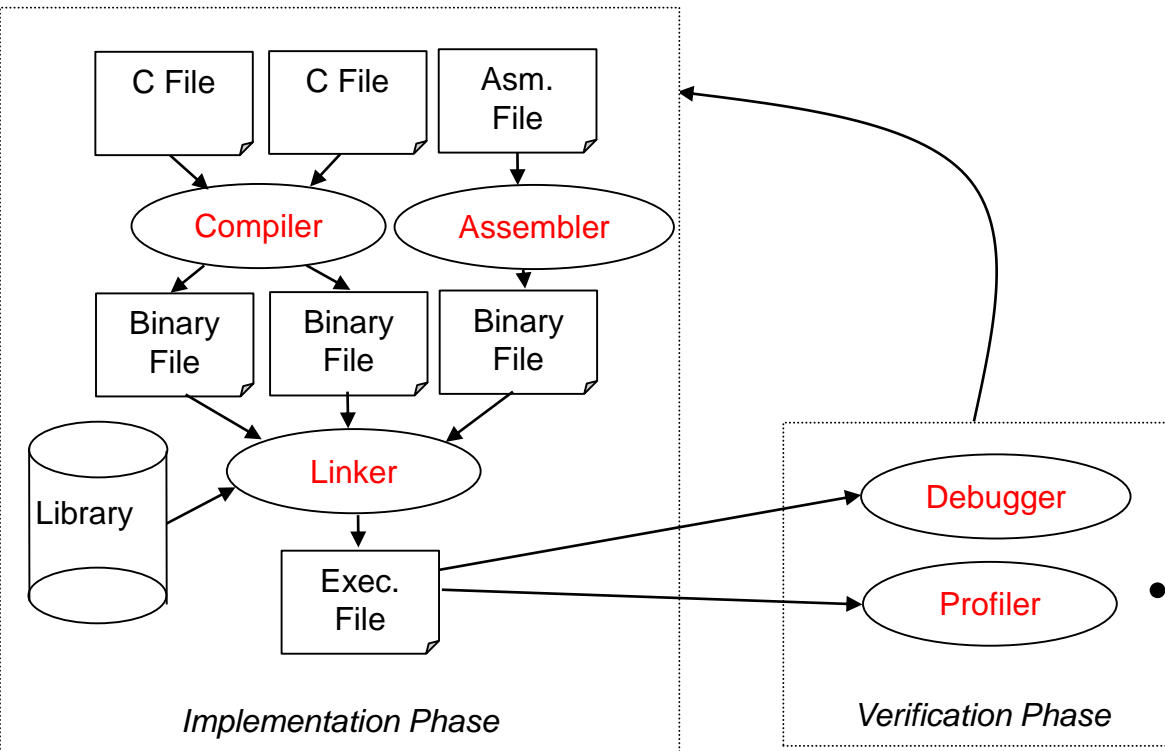 C File
C File
Asm.
File
Compiler
Assembler
Binary
File
Binary
File
Binary
File
Library
Linker
Exec.
File
Implementation Phase
Debugger
Profiler
•
Verification Phase